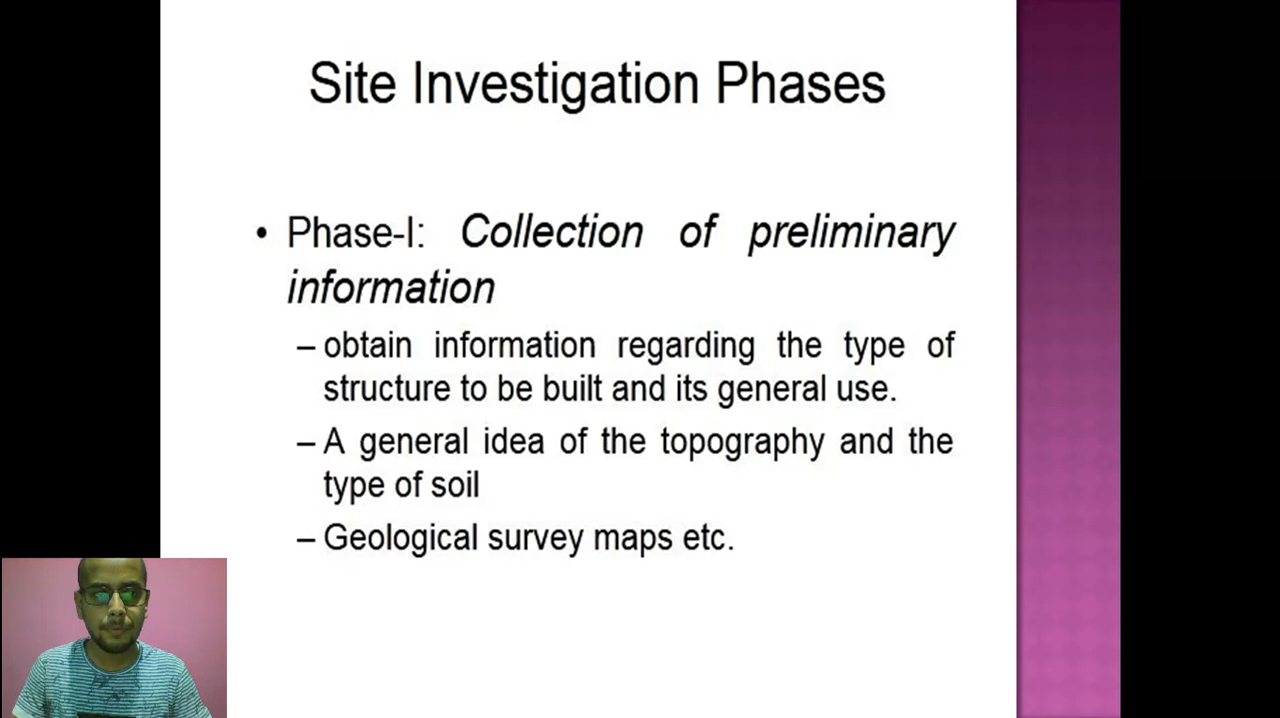 Site Investigation Phases
• Phase-I: Collection of preliminary
information
– obtain information regarding the type of
structure to be built and its general use.
– A general idea of the topography and the
type of soil
– Geological survey maps etc.